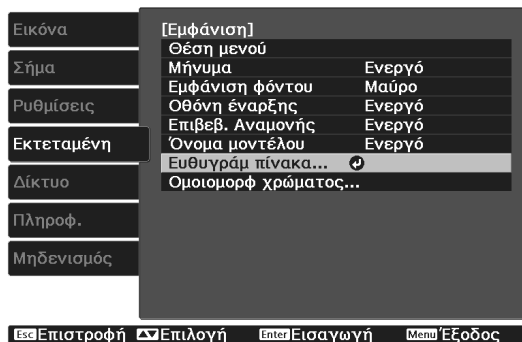 Εικόνα
Σήμα
Ρυθμίσεις
Εκτεταμένη
Δίκτυο
Πληροφ.
Μηδενισμός
[Εμφάνιση]
Θέση μενού
Μήνυμα Ενεργό
Εμφάνιση φόντου Μαύρο
Οθόνη έναρξης Ενεργό
Επιβεβ. Αναμονής Ενεργό
Όνομα μοντέλου Ενεργό
Ευθυγράμ πίνακα...
Ομοιομορφ χρώματος...
Esc Επιστροφή Επιλογή Enter Εισαγωγή Menu Έξοδος